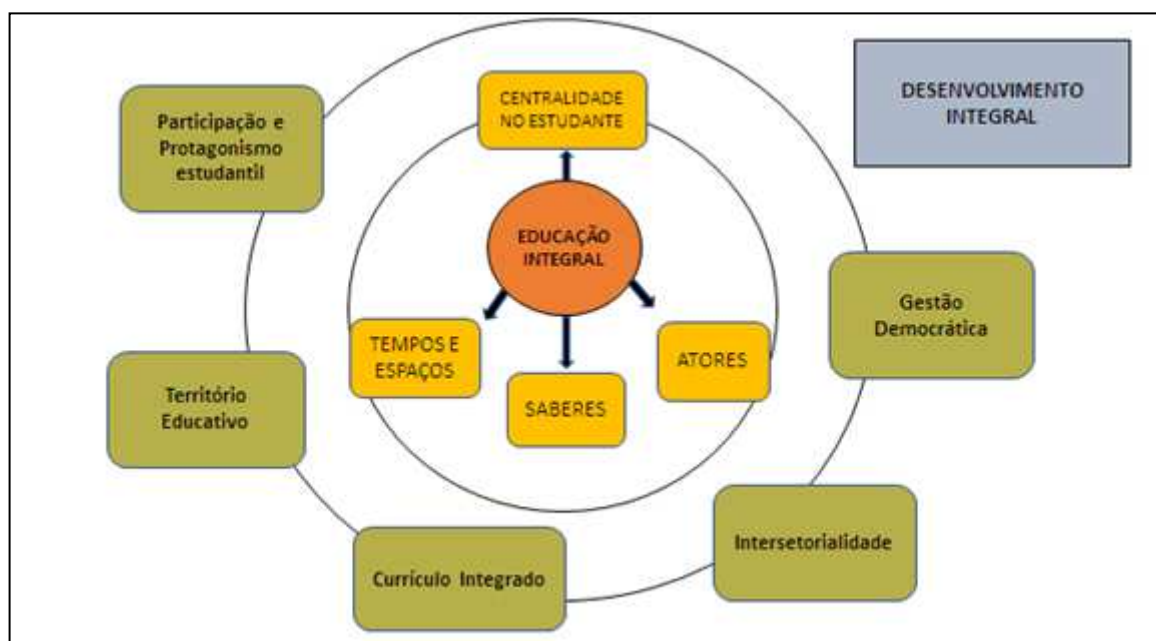 CENTRALIDADE
NO ESTUDANTE
DESENVOLVIMENTO
INTEGRAL
Participação e
Protagonismo
estudantil
EDUCAÇÃO
INTEGRAL
Gestão
Democrática
TEMPOS E
ESPAÇOS
ATORES
SABERES
Território
Educativo
Intersetorialidade
Currículo Integrado